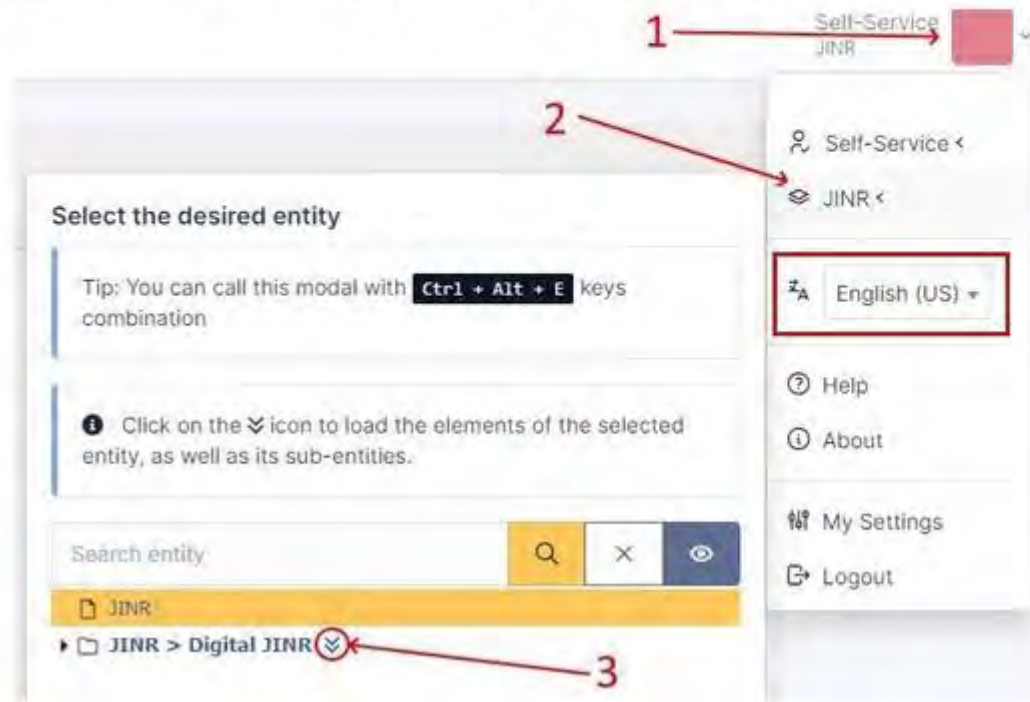 1
Self-Service
JINR
2
Self-Service
JINR
Select the desired entity
Tip: You can call this modal with Ctrl + Alt + E keys
combination
English (US)
Help
Click on the icon to load the elements of the selected
entity, as well as its sub-entities.
About
My Settings
Search entity
Logout
JINR
JINR > Digital JINR
3